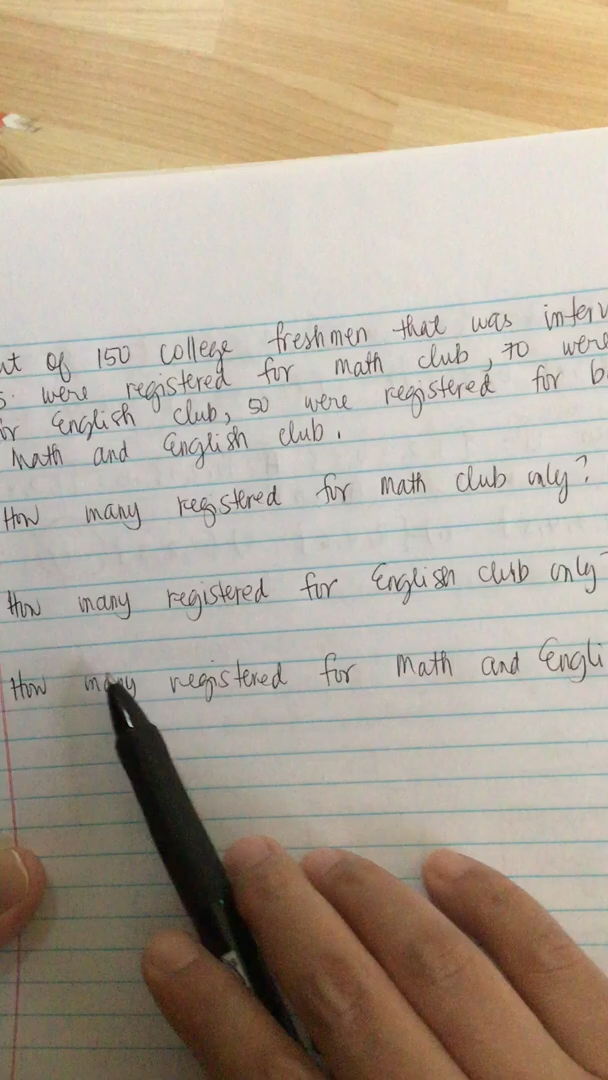 of 150 college freshmen that was
were registered for math club, 70 were
English club, 50 were registered for
Math and English club.
How many registered for math club only?
How many registered for English club only?
How many registered for Math and Engli